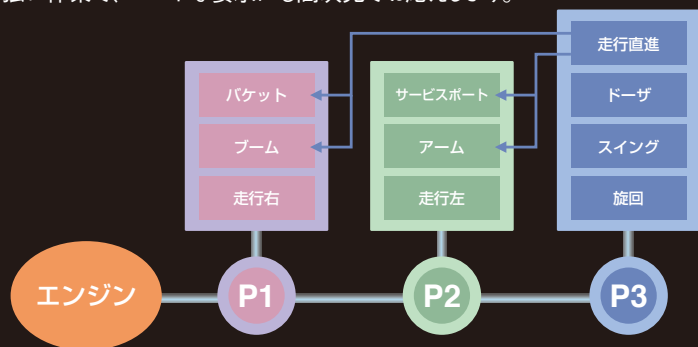 走行直進
バケット
サービスポート
ドーザ
ブーム
アーム
スイング
走行右
走行左
旋回
エンジン
P1
P2
P3